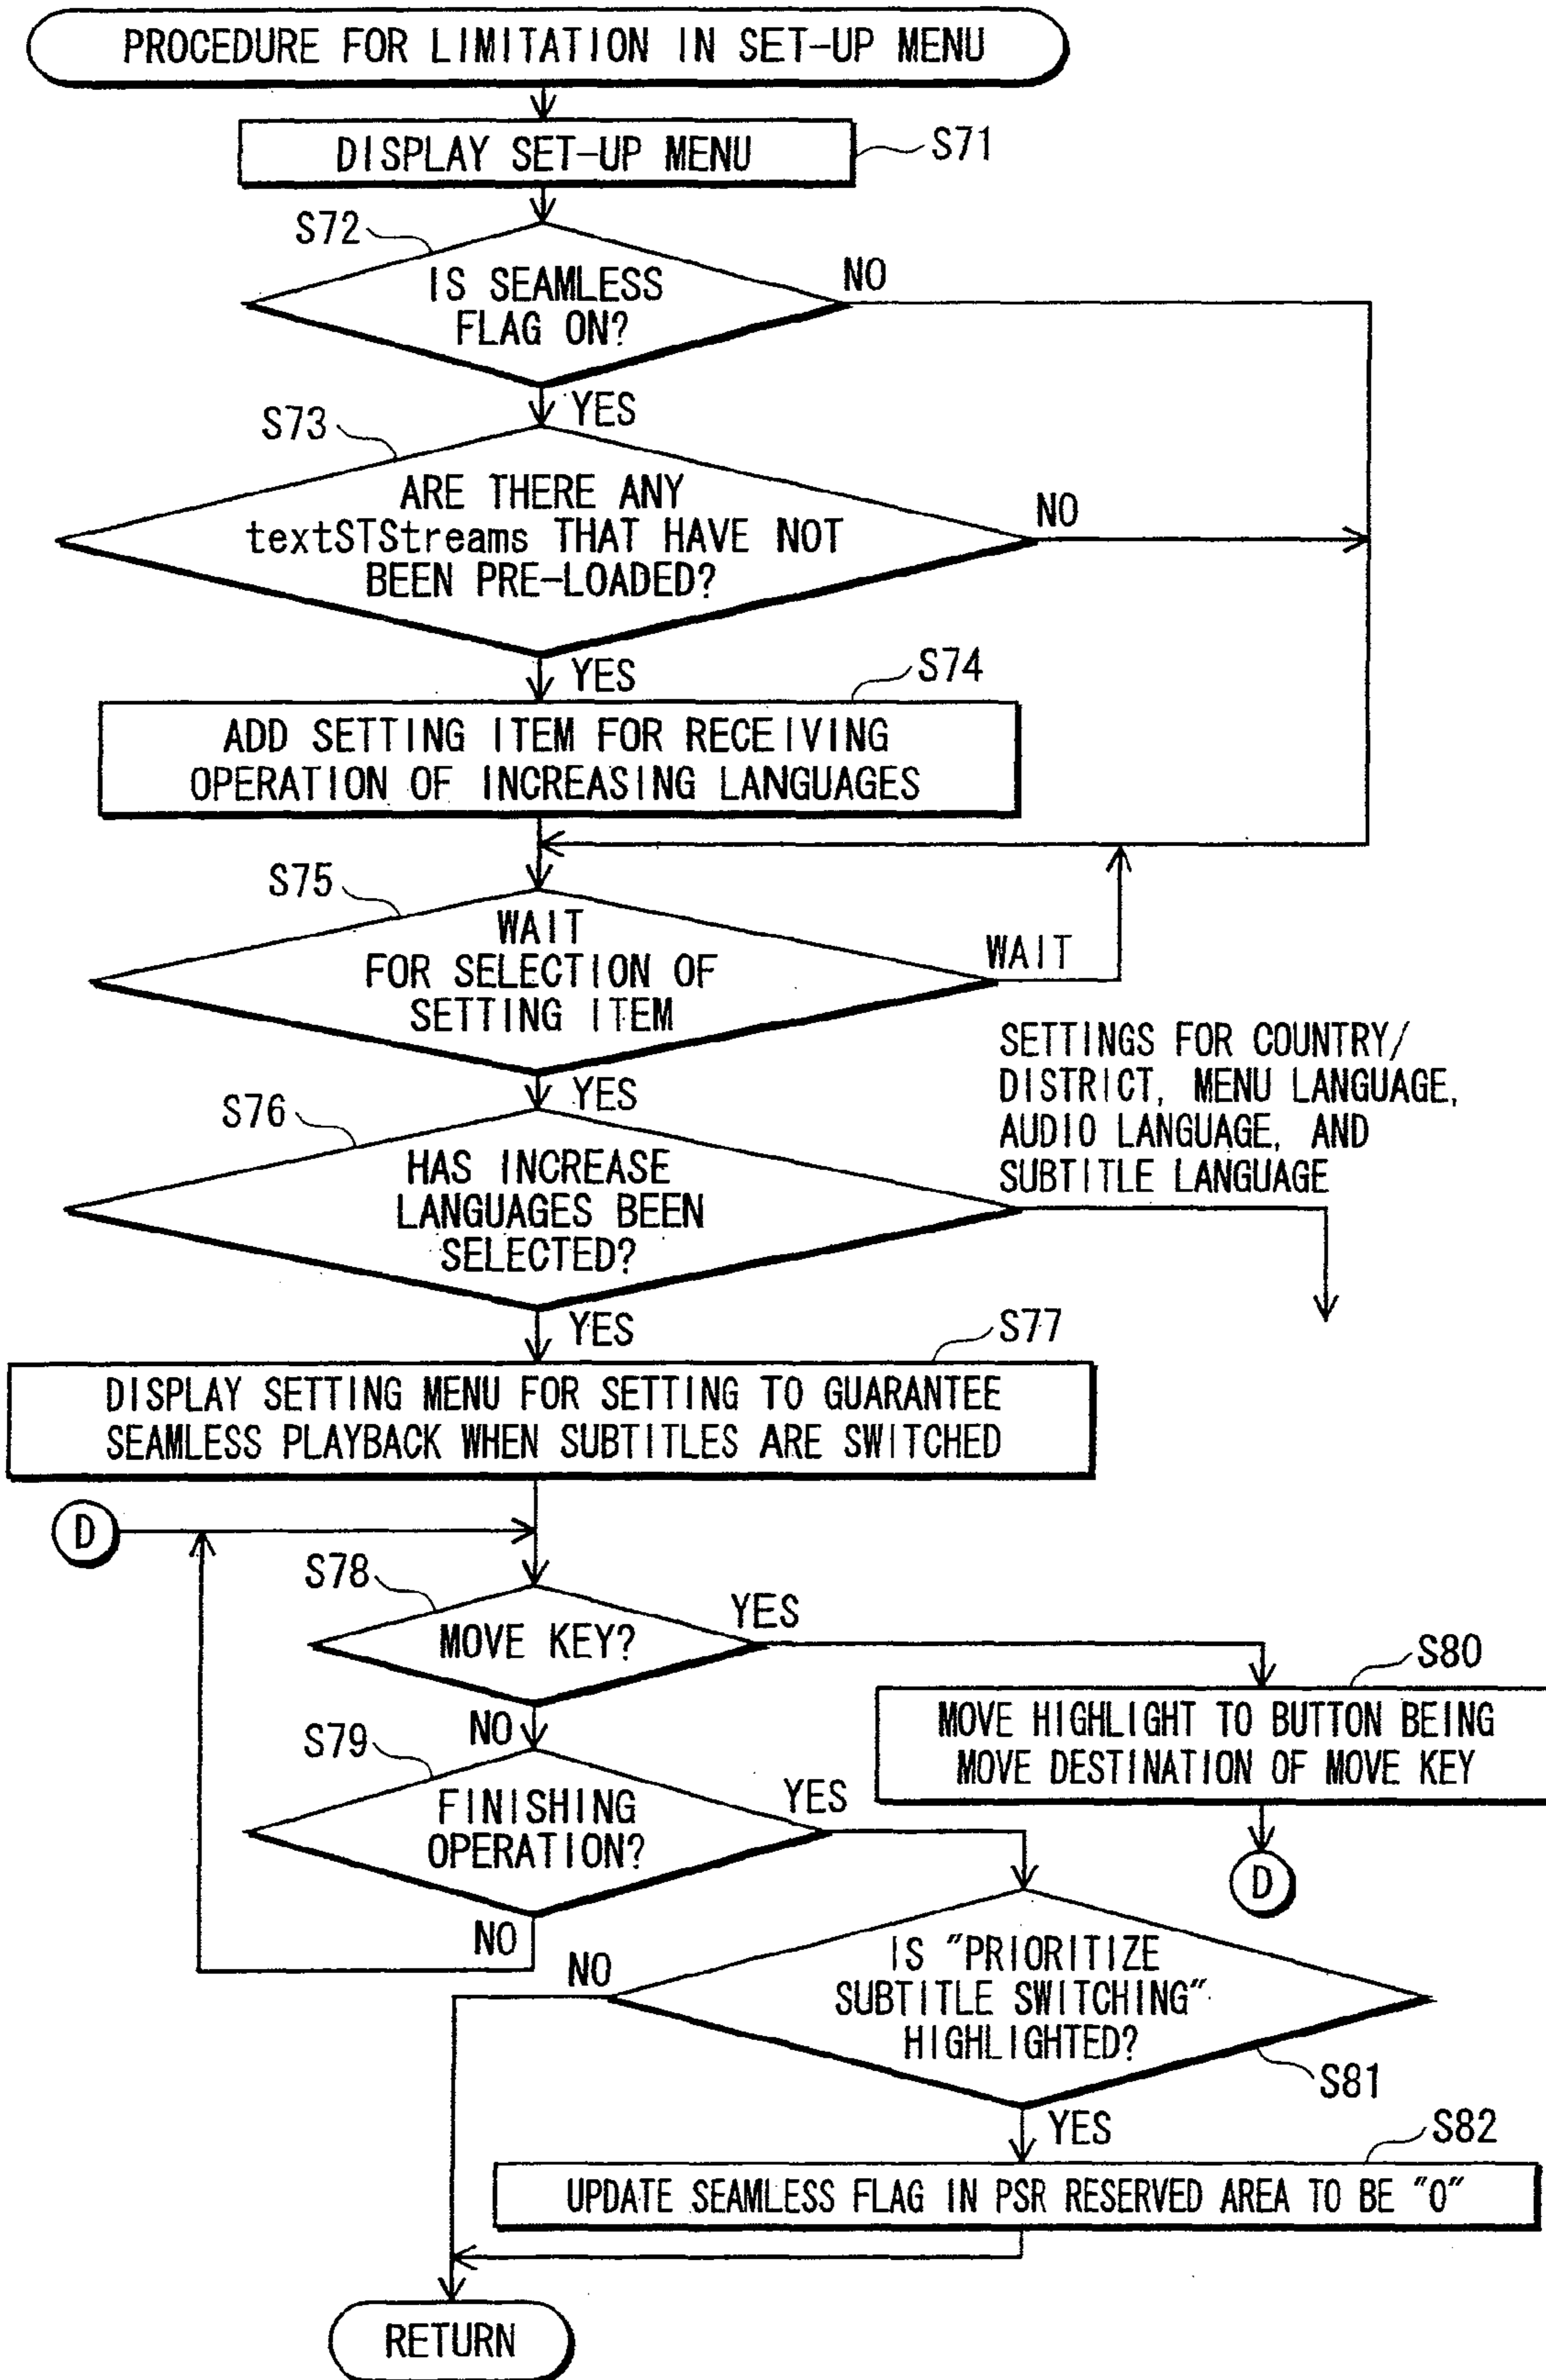 PROCEDURE FOR LIMITATION IN SET-UP MENU
DISPLAY SET-UP MENU
S71
S72
IS SEAMLESS
FLAG ON?
NO
YES
S73
ARE THERE ANY
textSTStreams THAT HAVE NOT
BEEN PRE-LOADED?
NO
YES
S74
ADD SETTING ITEM FOR RECEIVING
OPERATION OF INCREASING LANGUAGES
S75
WAIT
FOR SELECTION OF
SETTING ITEM
WAIT
YES
SETTINGS FOR COUNTRY/
DISTRICT, MENU LANGUAGE,
AUDIO LANGUAGE, AND
SUBTITLE LANGUAGE
S76
HAS INCREASE
LANGUAGES BEEN
SELECTED?
YES
S77
DISPLAY SETTING MENU FOR SETTING TO GUARANTEE
SEAMLESS PLAYBACK WHEN SUBTITLES ARE SWITCHED
D
S78
MOVE KEY?
YES
NO
S80
MOVE HIGHLIGHT TO BUTTON BEING
MOVE DESTINATION OF MOVE KEY
D
S79
FINISHING
OPERATION?
YES
NO
IS "PRIORITIZE
SUBTITLE SWITCHING"
HIGHLIGHTED?
NO
S81
YES
S82
UPDATE SEAMLESS FLAG IN PSR RESERVED AREA TO BE "0"
RETURN